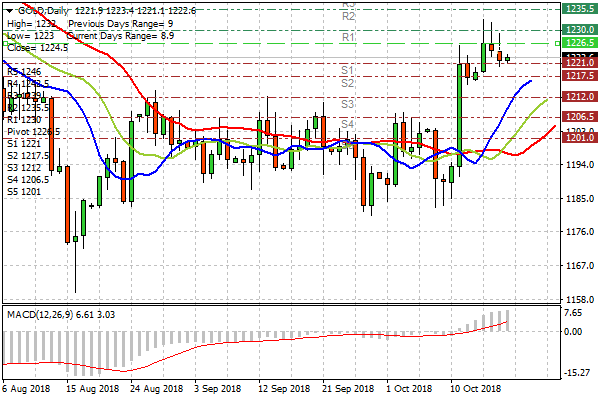 GOLD,Daily 1221.9 1223.4 1221.1 1222.6
High= 1232 Previous Days Range= 9
Low= 1223 Current Days Range= 8.9
Close= 1224.5
R5 1246
R3 1239
R2 1235.5
R1 1230
Pivot 1226.5
S1 1221
S2 1217.5
S3 1212
S4 1206.5
S5 1201
R3
R2
R1
S1
S2
S3
S4
1235.5
1230.0
1226.5
1221.0
1217.5
1212.0
1206.5
1201.0
1194.0
1185.0
1176.0
1167.0
1158.0
MACD(12,26,9) 6.61 3.03
7.65
0.00
-15.27
6 Aug 2018
15 Aug 2018
24 Aug 2018
3 Sep 2018
12 Sep 2018
21 Sep 2018
1 Oct 2018
10 Oct 2018